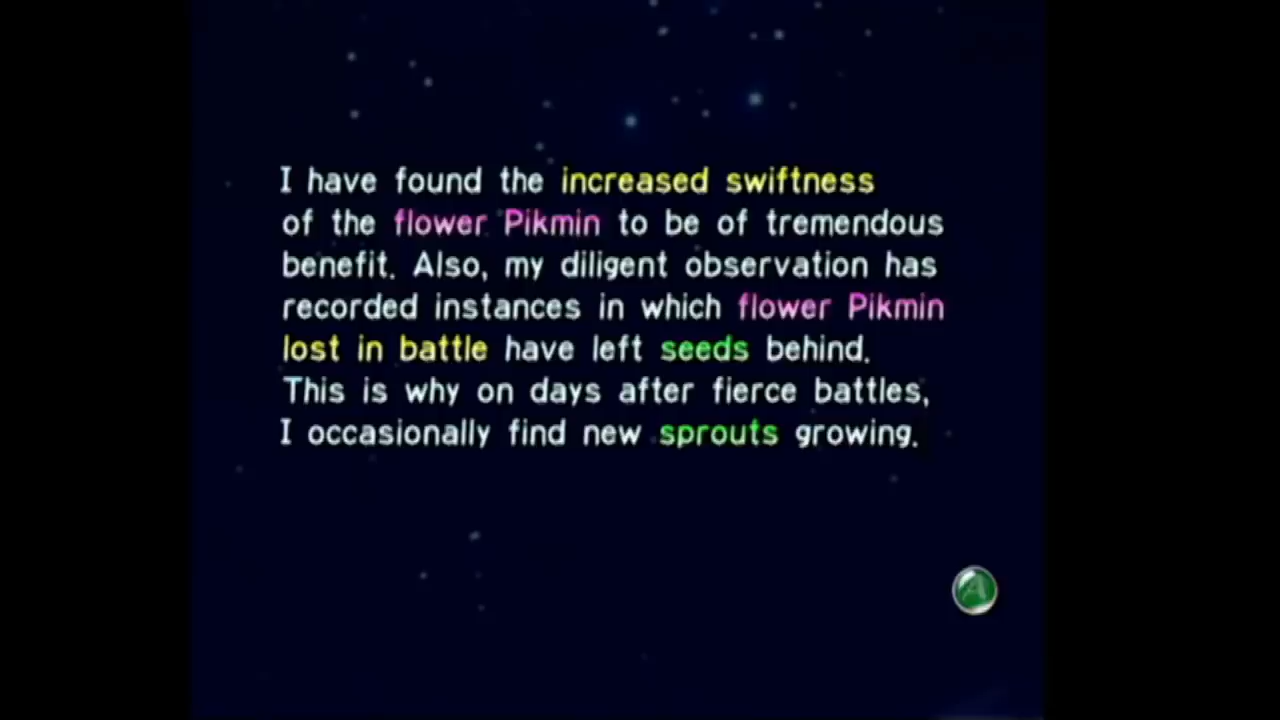 I have found the increased swiftness
of the flower Pikmin to be of tremendous
benefit. Also, my diligent observation has
recorded instances in which flower Pikmin
lost in battle have left seeds behind.
This is why on days after fierce battles,
I occasionally find new sprouts growing.
A